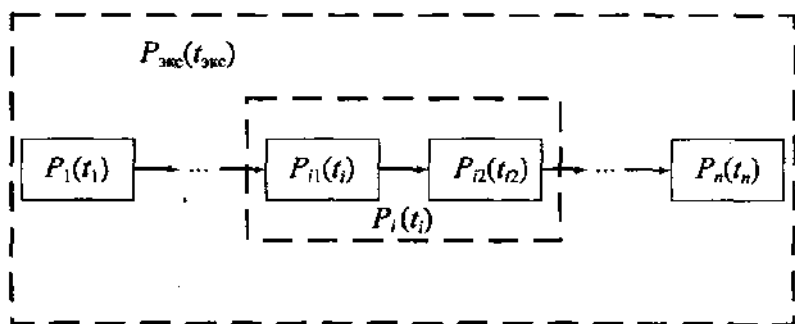 Pэкс(tэкс)
P1(t1) ... Pi1(ti) Pi2(ti2) ... Pn(tn)
Pi(ti)